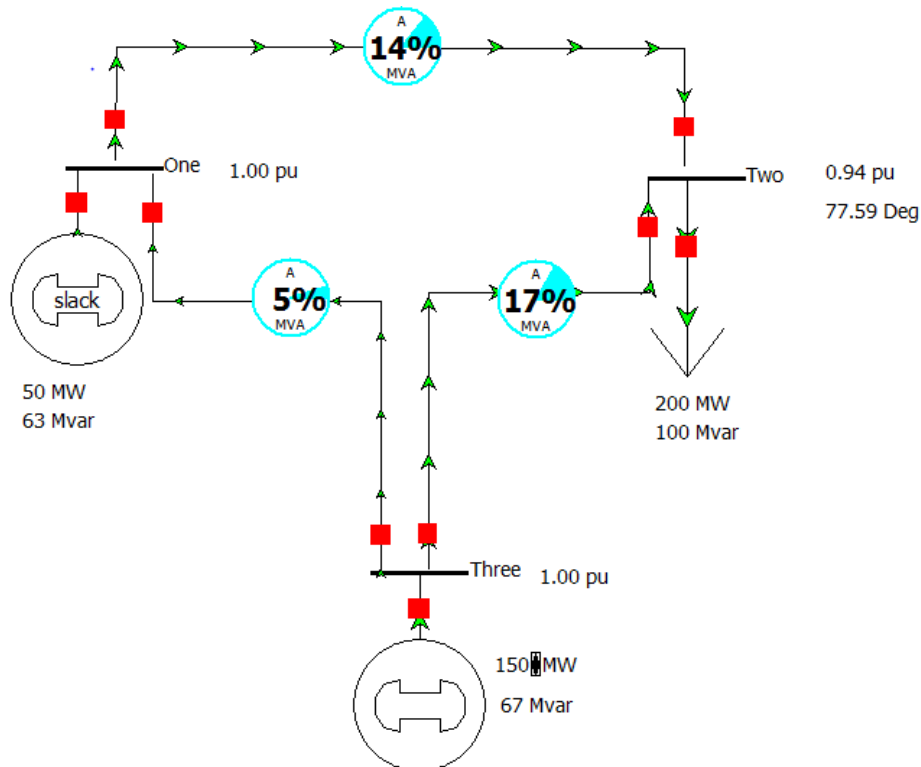 A
14%
MVA
One
1.00 pu
Two
0.94 pu
77.59 Deg
slack
A
5%
MVA
A
17%
MVA
50 MW
63 Mvar
200 MW
100 Mvar
Three
1.00 pu
150 MW
67 Mvar